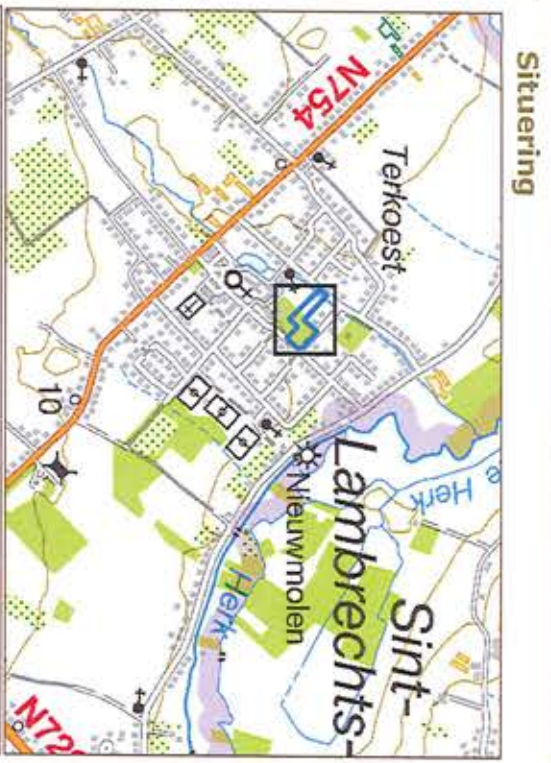 Situering
N754
Terkoest
Sint-
Lambrechts-
Nieuwmolen
e Herk
Herk
10